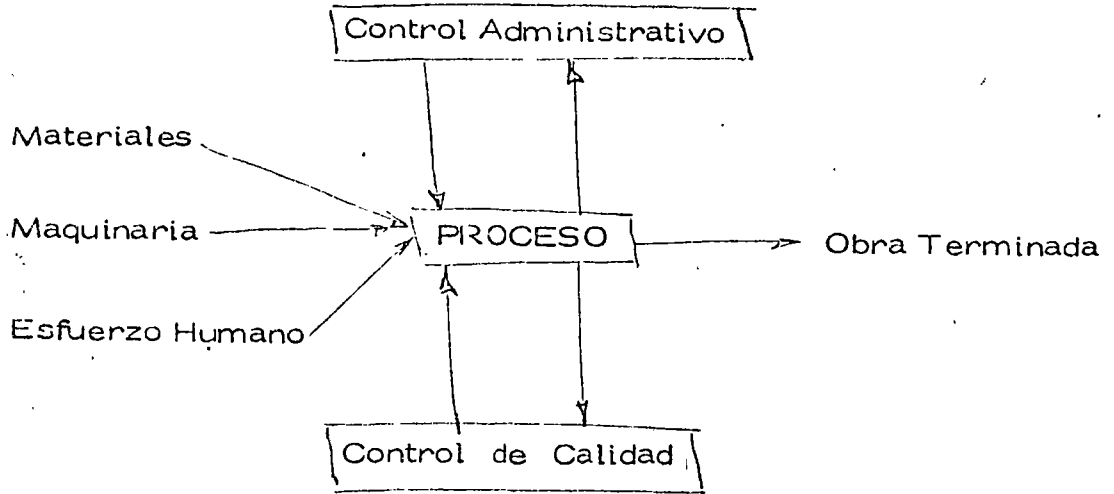 Control Administrativo
Materiales
Maquinaria
PROCESO
Obra Terminada
Esfuerzo Humano
Control de Calidad